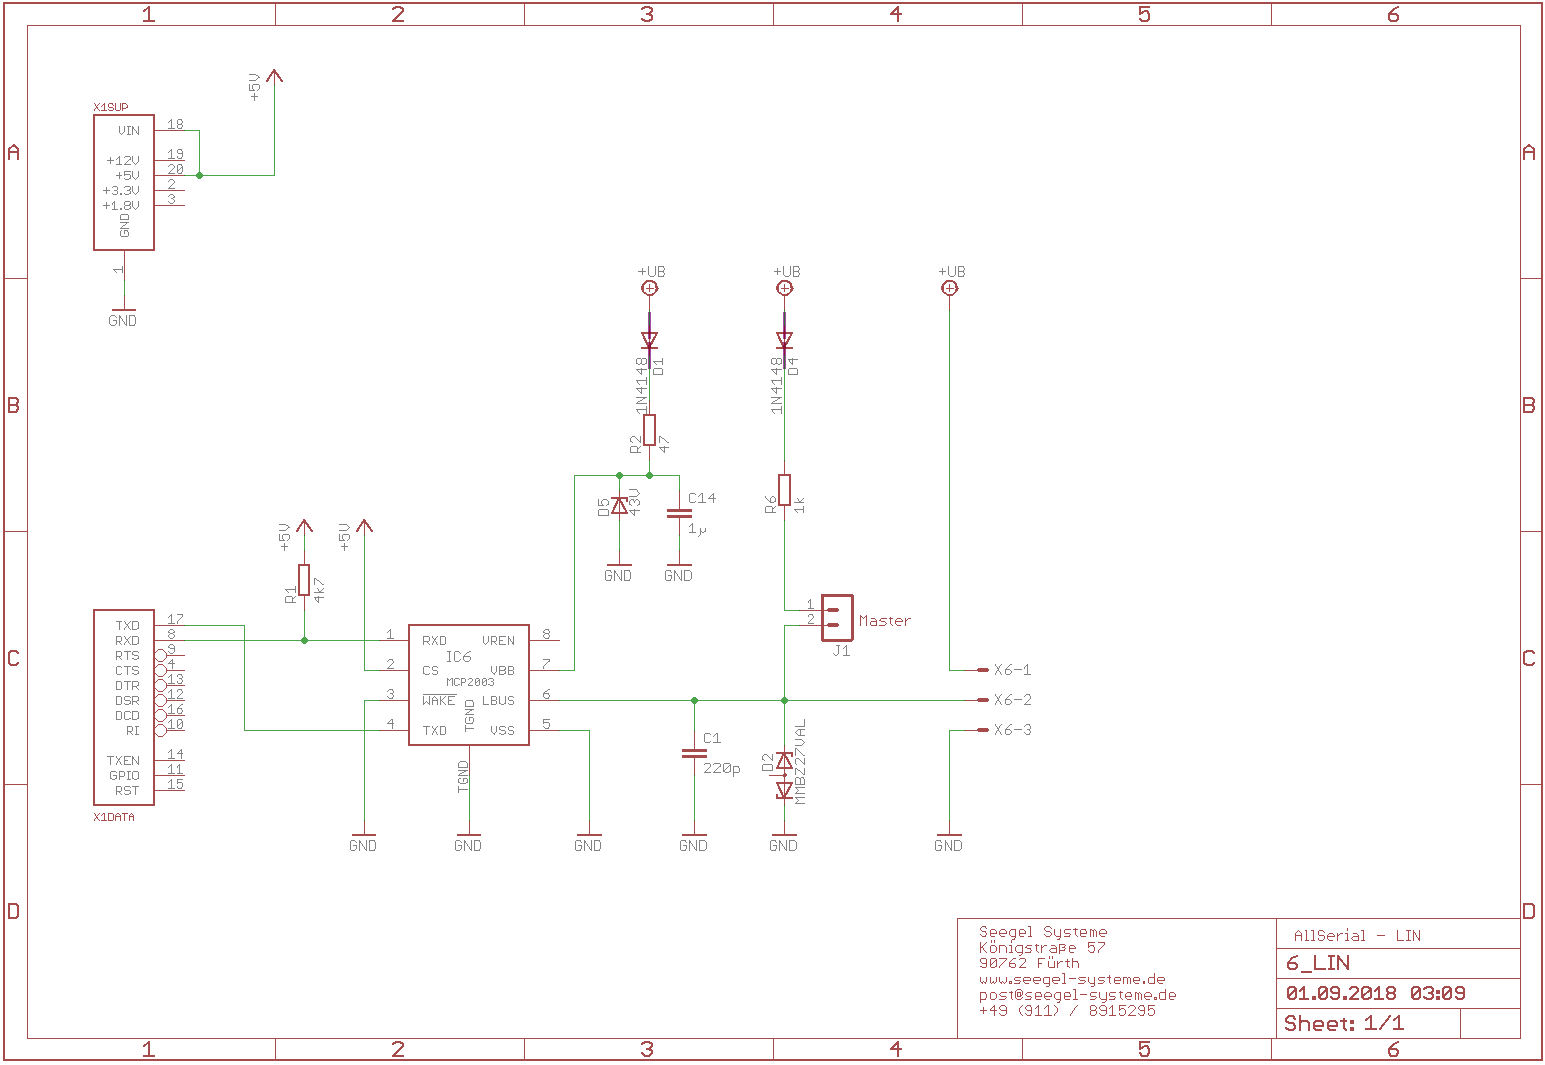 1 2 3 4 5 6
A
A
B
B
C
C
D
D
+5V
X1SUP
VIN 18
+12V 19
+5V 20
+3.3V 2
+1.8V 3
GND
1
GND
+UB
+UB
+UB
1N4148
D1
1N4148
D4
R2
47
D5
43V
C14
1µ
GND
GND
R6
1k
+5V
+5V
R1
4k7
TXD 17
RXD 8
RTS 9
CTS 4
DTR 13
DSR 12
DCD 16
RI 10
TXEN 14
GPIO 11
RST 15
X1DATA
1 RXD VREN 8
IC6
2 CS VBB 7
MCP2003
3 WAKE LBUS 6
TGND
4 TXD VSS 5
TGND
1
2
Master
J1
X6-1
X6-2
X6-3
C1
220p
D2
MMBZ27VAL
GND
GND
GND
GND
GND
GND
Seegel Systeme
Königstraße 57
90762 Fürth
www.seegel-systeme.de
post@seegel-systeme.de
+49 (911) / 8915295
AllSerial - LIN
6_LIN
01.09.2018 03:09
Sheet: 1/1
1 2 3 4 5 6